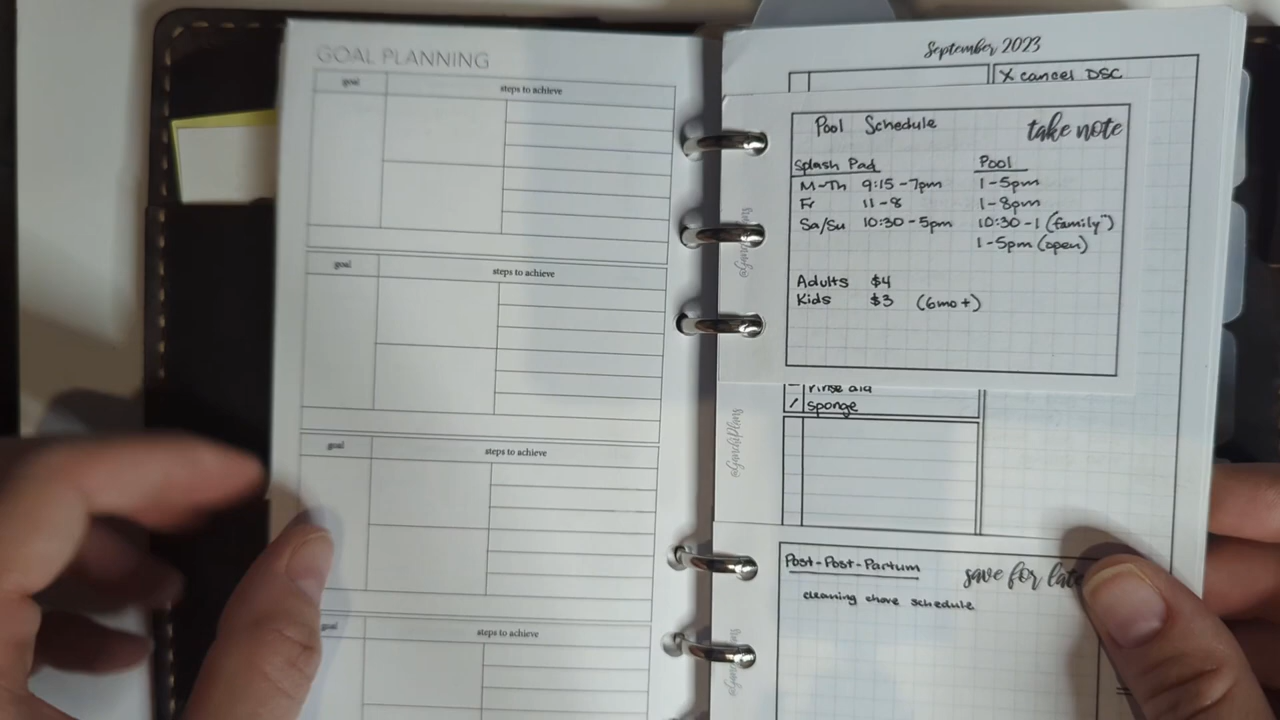 GOAL PLANNING
goal steps to achieve
goal steps to achieve
goal steps to achieve
goal steps to achieve
September 2023
X cancel DSC
Pool Schedule take note
Splash Pad Pool
M-Th 9:15-7pm 1-5pm
Fr 11-8 1-8pm
Sa/Su 10:30-5pm 10:30-1 (family")
1-5pm (open)
Adults $4
Kids $3 (6mo+)
rinse aid
/ sponge
Post-Post-Partum save for late
cleaning chore schedule